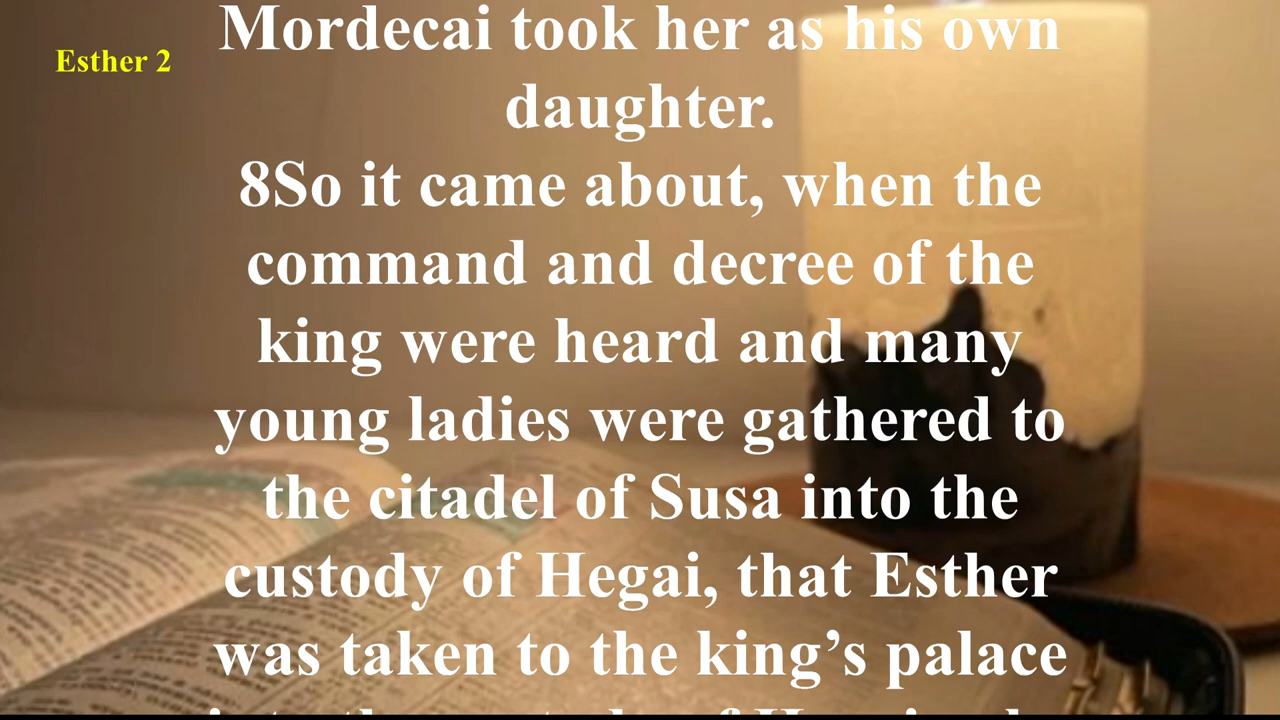 Esther 2
Mordecai took her as his own
daughter.
8So it came about, when the
command and decree of the
king were heard and many
young ladies were gathered to
the citadel of Susa into the
custody of Hegai, that Esther
was taken to the king’s palace